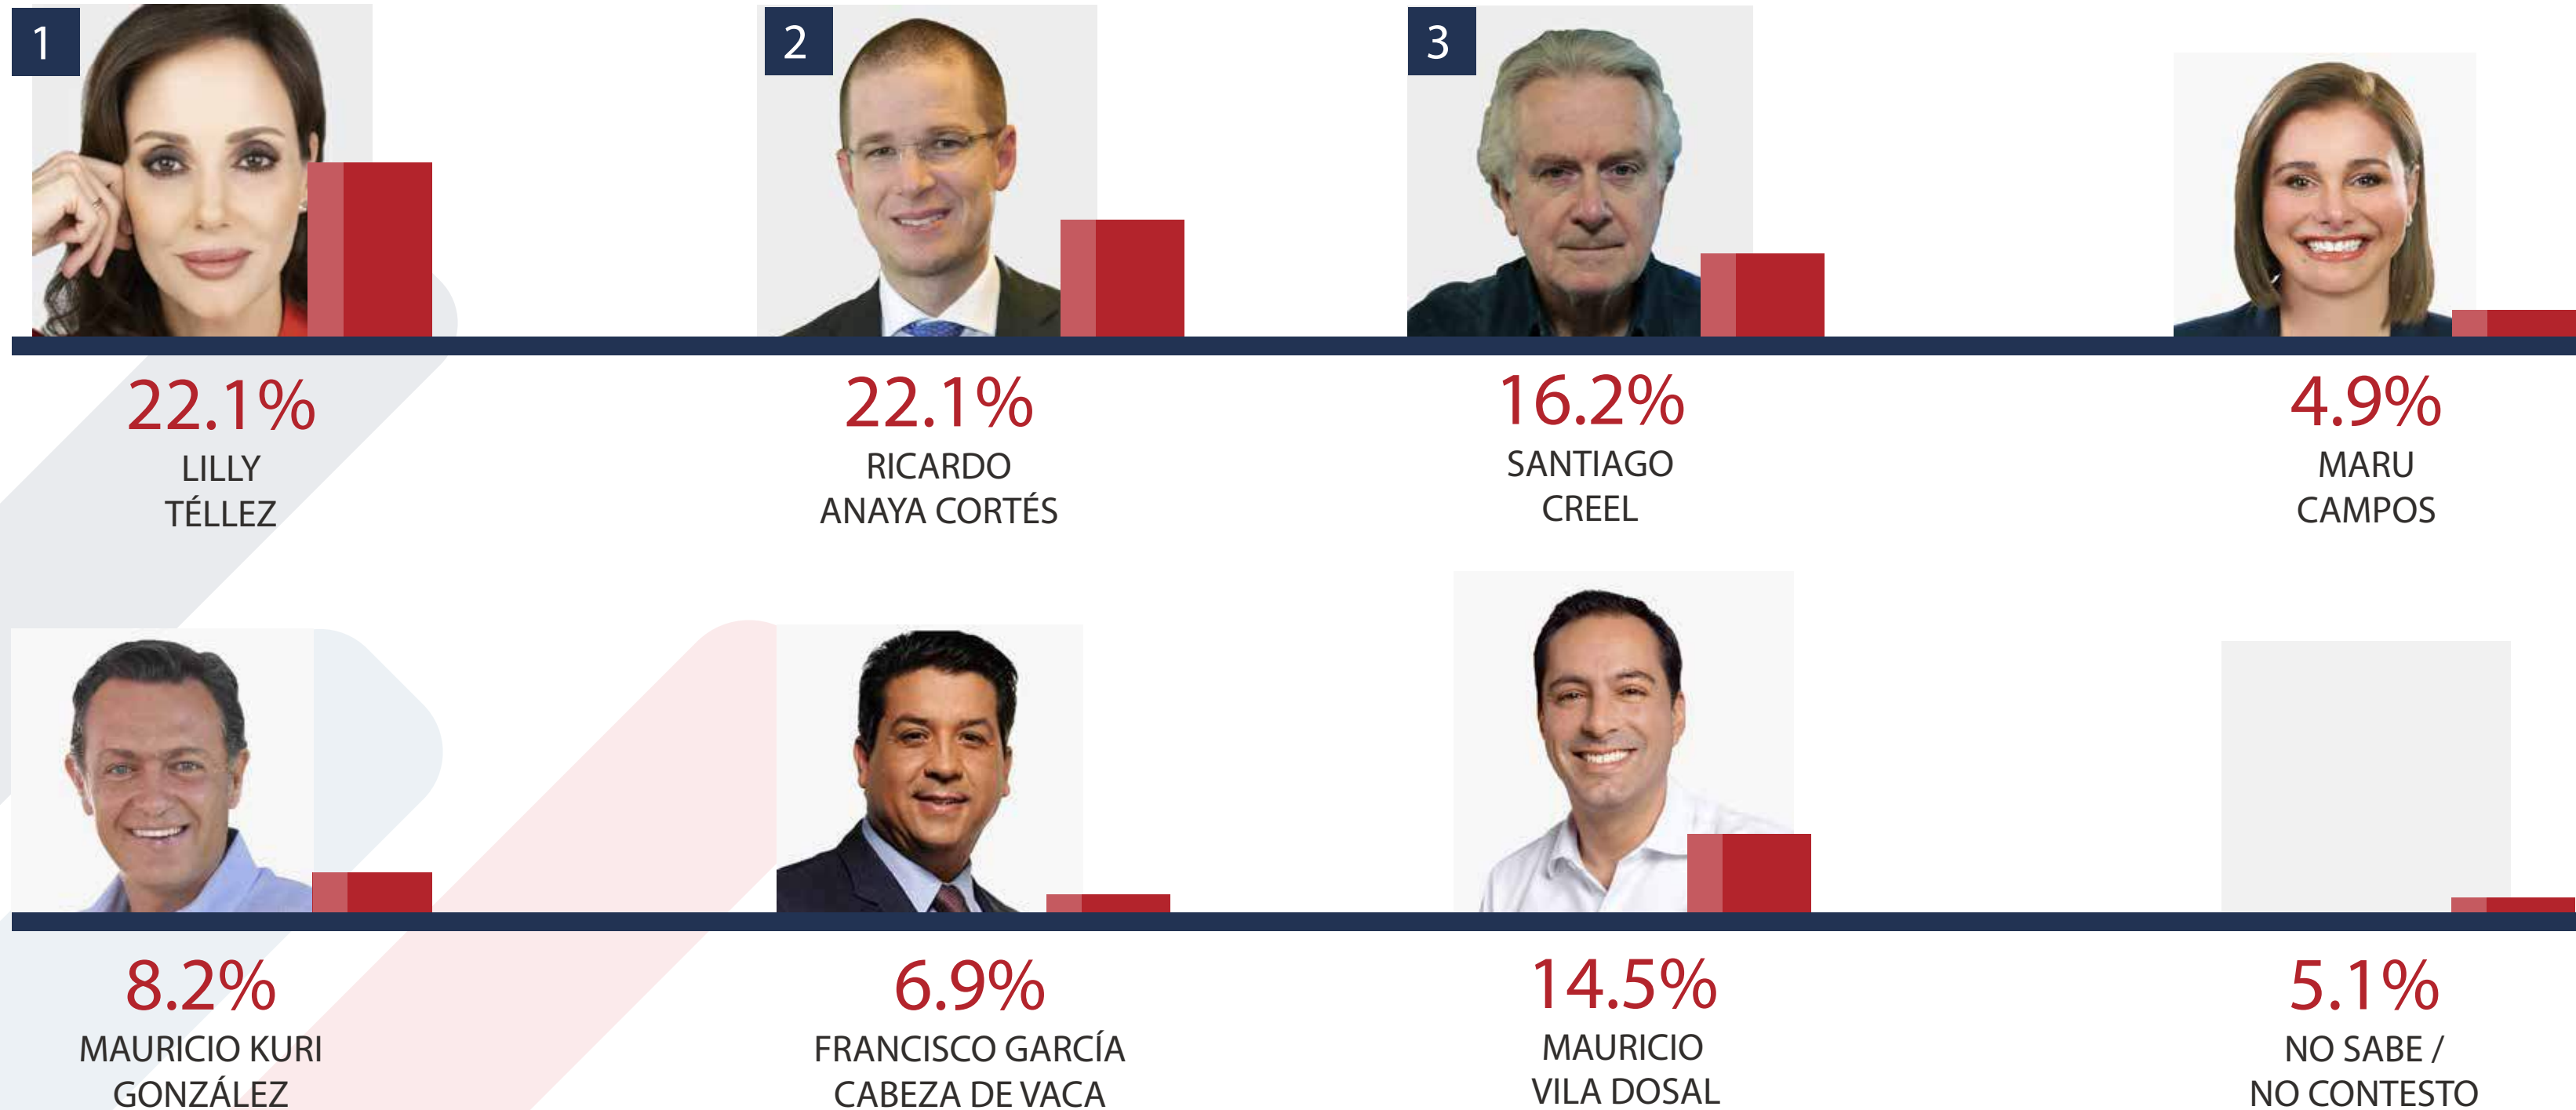 1
2
3
22.1%
LILLY
TÉLLEZ
22.1%
RICARDO
ANAYA CORTÉS
16.2%
SANTIAGO
CREEL
4.9%
MARU
CAMPOS
8.2%
MAURICIO KURI
GONZÁLEZ
6.9%
FRANCISCO GARCÍA
CABEZA DE VACA
14.5%
MAURICIO
VILA DOSAL
5.1%
NO SABE /
NO CONTESTO